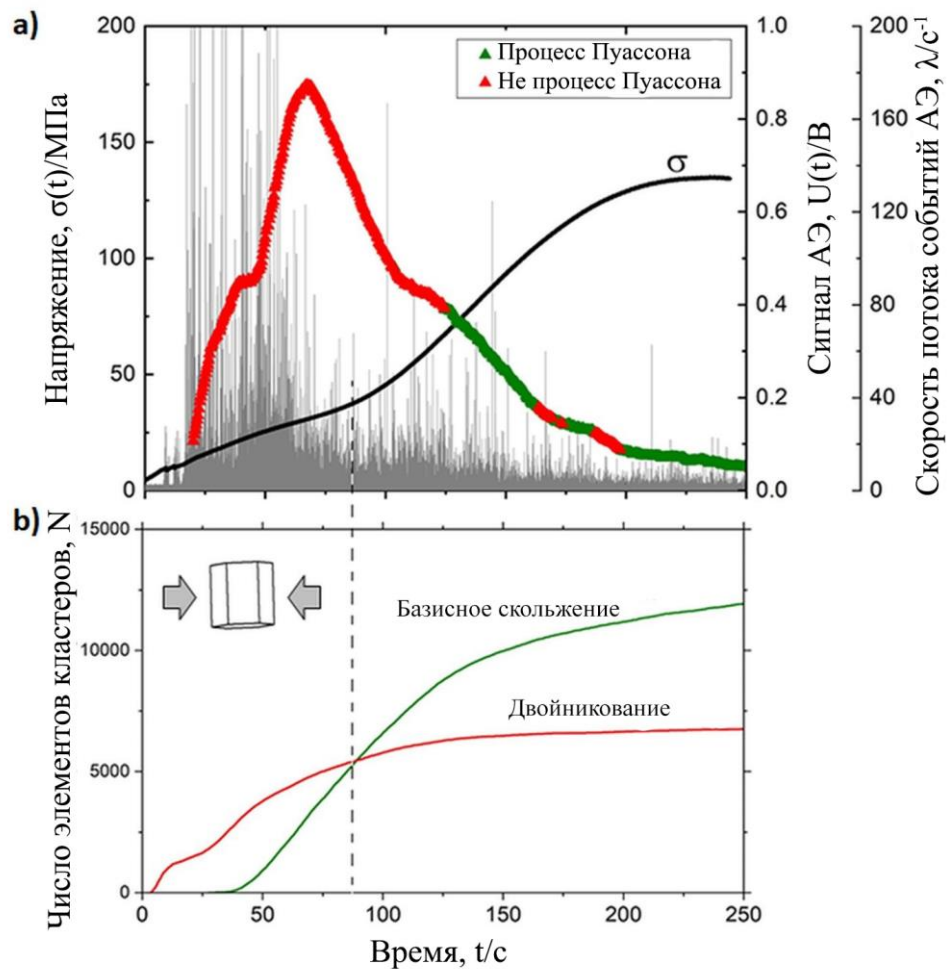 a)
200
150
100
50
0
Напряжение, σ(t)/МПа
Процесс Пуассона
Не процесс Пуассона
σ
1.0
0.8
0.6
0.4
0.2
0.0
Сигнал АЭ, U(t)/В
200
160
120
80
40
0
Скорость потока событий АЭ, λ/с⁻¹
b)
15000
10000
5000
0
Число элементов кластеров, N
Базисное скольжение
Двойникование
0 50 100 150 200 250
Время, t/с